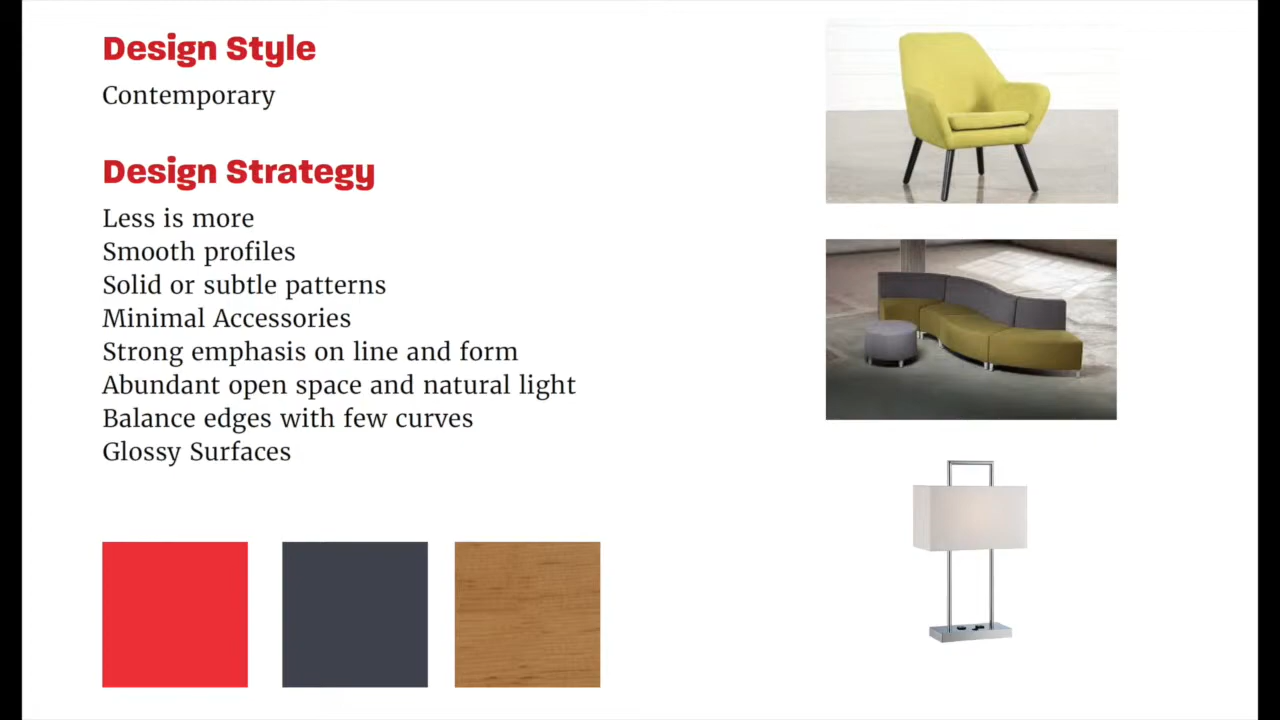 Design Style
Contemporary
Design Strategy
Less is more
Smooth profiles
Solid or subtle patterns
Minimal Accessories
Strong emphasis on line and form
Abundant open space and natural light
Balance edges with few curves
Glossy Surfaces